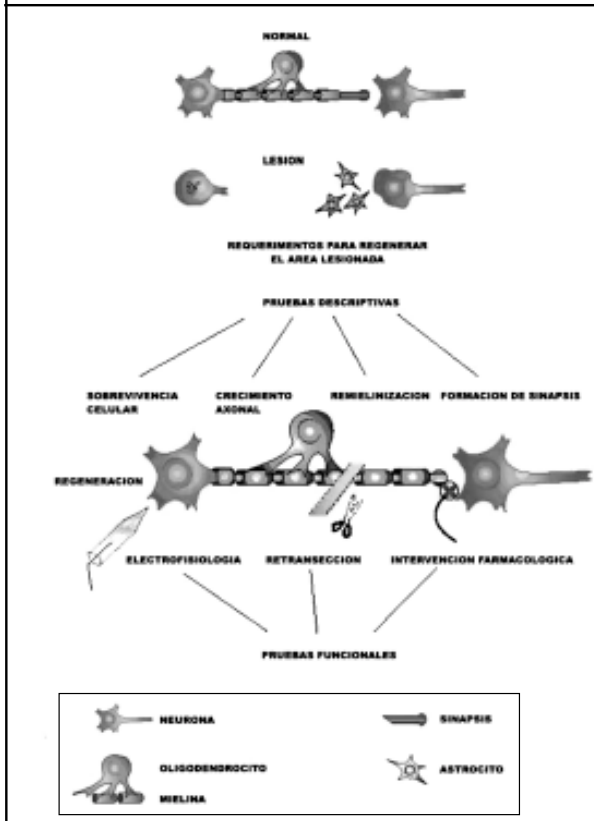 NORMAL
LESION
REQUERIMENTOS PARA REGENERAR
EL AREA LESIONADA
PRUEBAS DESCRIPTIVAS
SOBREVIVENCIA
CELULAR
CRECIMIENTO
AXONAL
REMIELINIZACION
FORMACION DE SINAPSIS
REGENERACION
ELECTROFISIOLOGIA
RETRANSECCION
INTERVENCION FARMACOLOGICA
PRUEBAS FUNCIONALES
NEURONA
SINAPSIS
OLIGODENDROCITO
ASTROCITO
MIELINA